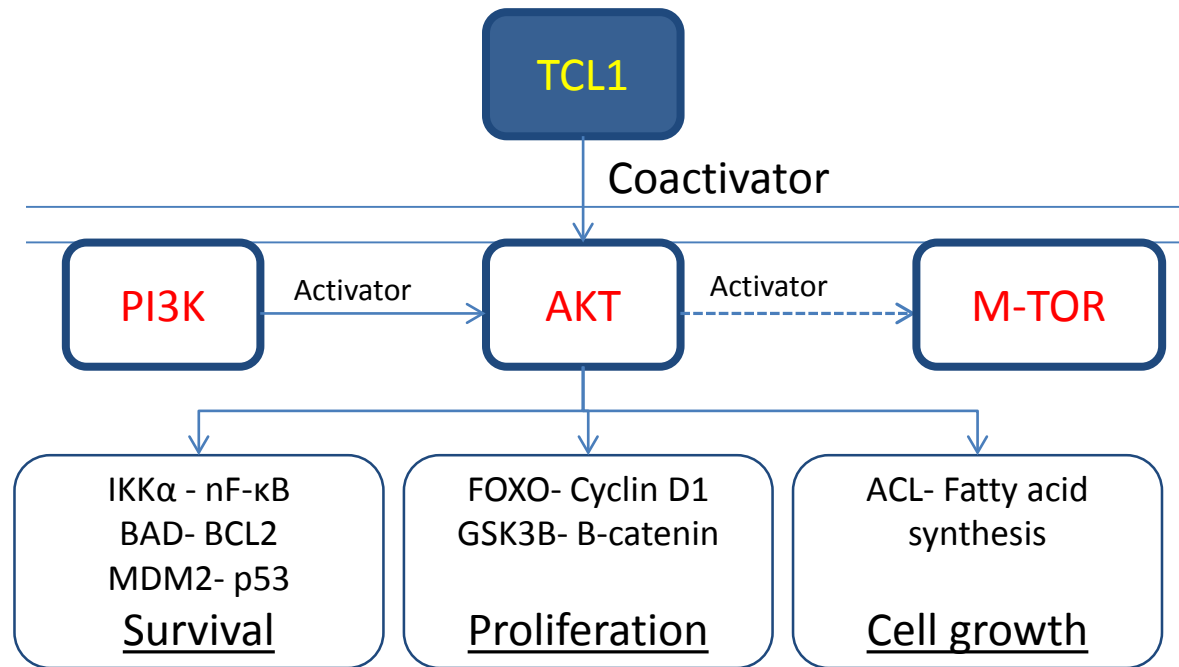 TCL1
Coactivator
PI3K
Activator
AKT
Activator
M-TOR
IKKα - nF-κB
BAD- BCL2
MDM2- p53
Survival
FOXO- Cyclin D1
GSK3B- B-catenin
Proliferation
ACL- Fatty acid
synthesis
Cell growth